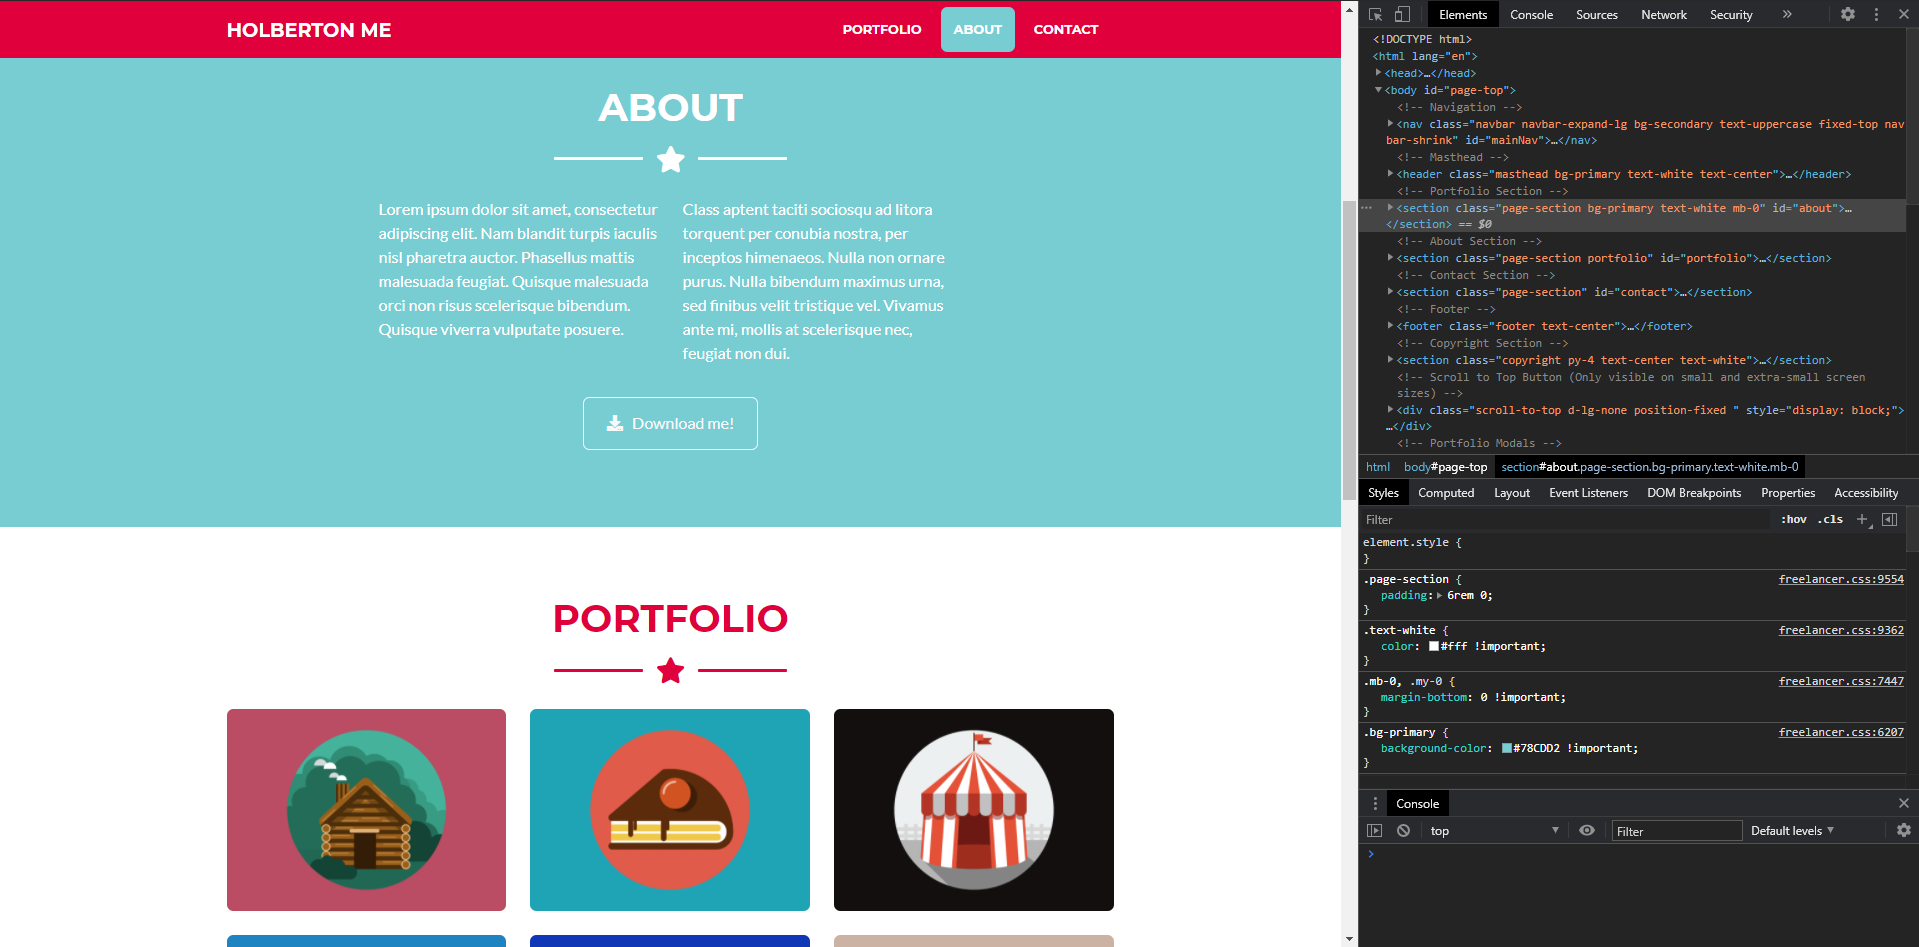 HOLBERTON ME
PORTFOLIO ABOUT CONTACT
ABOUT
Lorem ipsum dolor sit amet, consectetur
adipiscing elit. Nam blandit turpis iaculis
nisl pharetra auctor. Phasellus mattis
malesuada feugiat. Quisque malesuada
orci non risus scelerisque bibendum.
Quisque viverra vulputate posuere.
Class aptent taciti sociosqu ad litora
torquent per conubia nostra, per
inceptos himenaeos. Nulla non ornare
purus. Nulla bibendum maximus urna,
sed finibus velit tristique vel. Vivamus
ante mi, mollis at scelerisque nec,
feugiat non dui.
Download me!
PORTFOLIO
Elements Console Sources Network Security »
<!DOCTYPE html>
<html lang="en">
<head>…</head>
<body id="page-top">
<!-- Navigation -->
<nav class="navbar navbar-expand-lg bg-secondary text-uppercase fixed-top nav
bar-shrink" id="mainNav">…</nav>
<!-- Masthead -->
<header class="masthead bg-primary text-white text-center">…</header>
<!-- Portfolio Section -->
<section class="page-section bg-primary text-white mb-0" id="about">…
</section> == $0
<!-- About Section -->
<section class="page-section portfolio" id="portfolio">…</section>
<!-- Contact Section -->
<section class="page-section" id="contact">…</section>
<!-- Footer -->
<footer class="footer text-center">…</footer>
<!-- Copyright Section -->
<section class="copyright py-4 text-center text-white">…</section>
<!-- Scroll to Top Button (Only visible on small and extra-small screen
sizes) -->
<div class="scroll-to-top d-lg-none position-fixed " style="display: block;">
…</div>
<!-- Portfolio Modals -->
html body#page-top section#about.page-section.bg-primary.text-white.mb-0
Styles Computed Layout Event Listeners DOM Breakpoints Properties Accessibility
Filter :hov .cls +
element.style {
}
.page-section { freelancer.css:9554
padding: 6rem 0;
}
.text-white { freelancer.css:9362
color: #fff !important;
}
.mb-0, .my-0 { freelancer.css:7447
margin-bottom: 0 !important;
}
.bg-primary { freelancer.css:6207
background-color: #78CDD2 !important;
}
Console
top Filter Default levels